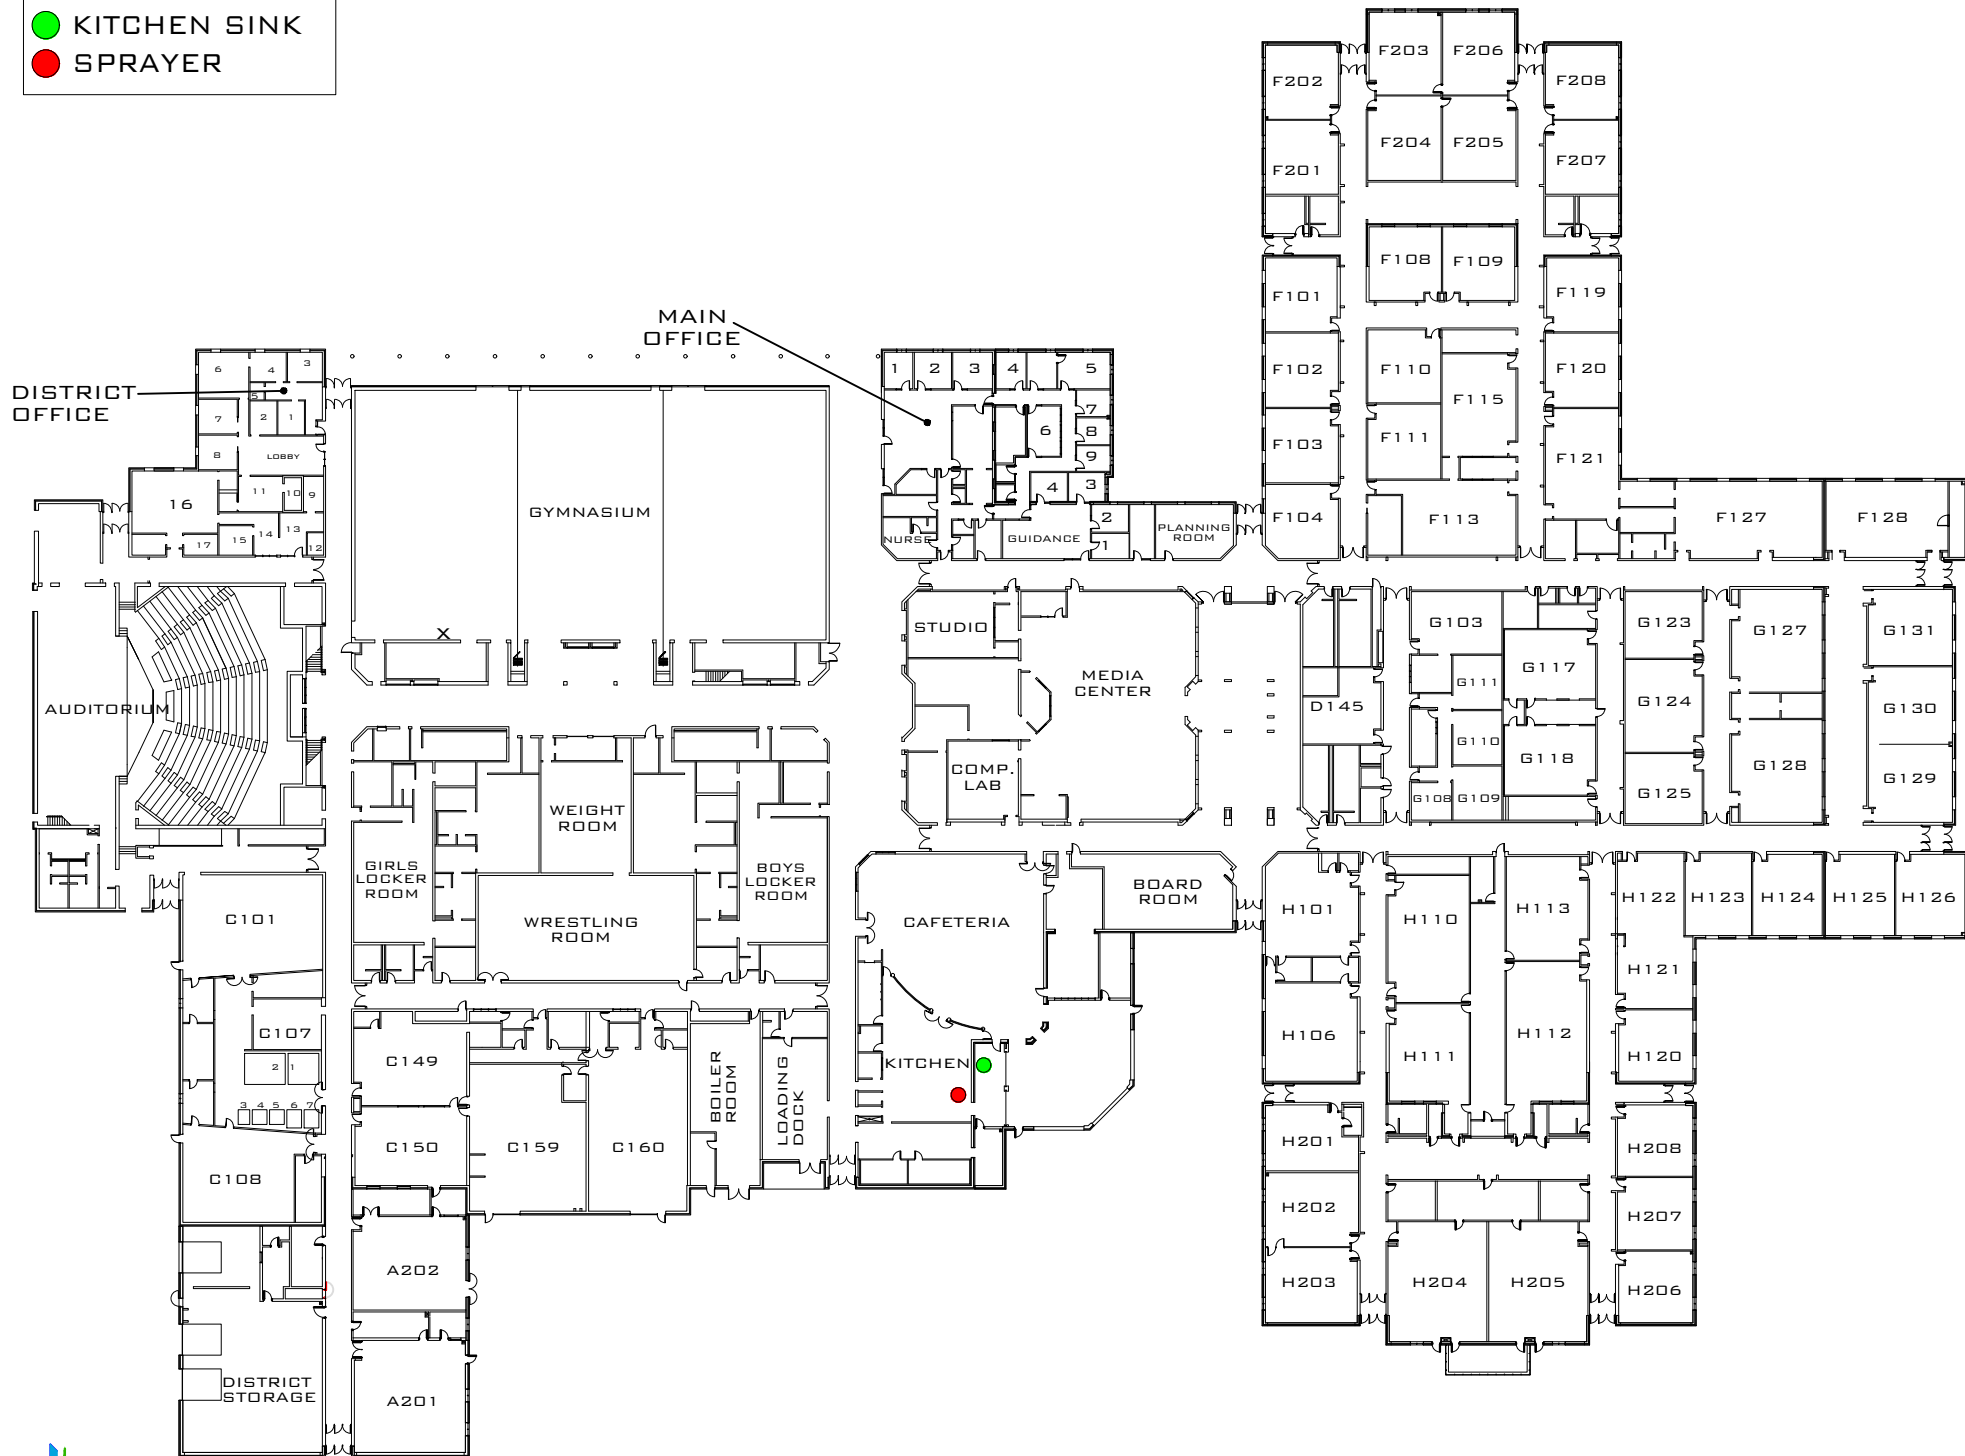 KITCHEN SINK
SPRAYER
F203
F206
F202
F208
F204
F205
F201
F207
F108
F109
F101
F119
MAIN
OFFICE
F102
F110
F120
F115
F103
F111
F121
F104
F113
F127
F128
DISTRICT
OFFICE
6
4
3
5
7
2
1
8
LOBBY
16
11
10
9
17
15
14
13
12
GYMNASIUM
X
1
2
3
4
5
7
6
8
9
4
3
2
1
NURSE
GUIDANCE
PLANNING
ROOM
AUDITORIUM
STUDIO
MEDIA
CENTER
COMP.
LAB
D145
G103
G111
G117
G110
G118
G108
G109
G123
G124
G125
G127
G128
G131
G130
G129
WEIGHT
ROOM
GIRLS
LOCKER
ROOM
BOYS
LOCKER
ROOM
WRESTLING
ROOM
CAFETERIA
BOARD
ROOM
KITCHEN
C101
C107
2
1
3
4
5
6
7
C108
C149
C150
C159
C160
BOILER
ROOM
LOADING
DOCK
A202
A201
DISTRICT
STORAGE
H101
H110
H113
H122
H123
H124
H125
H126
H121
H106
H111
H112
H120
H201
H208
H202
H207
H203
H204
H205
H206